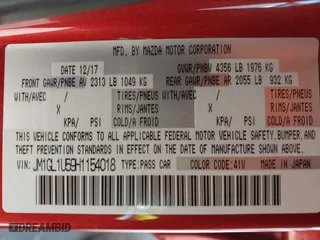 MFD. BY MAZDA MOTOR CORPORATION
DATE 12/17 GVWR/PNBV 4356 LB 1976 KG
FRONT GAWR/PNBE AV 2313 LB 1049 KG REAR GAWR/PNBE AR 2055 LB 932 KG
WITH/AVEC / TIRES/PNEUS WITH/AVEC / TIRES/PNEUS
X RIMS/JANTES X RIMS/JANTES
KPA/ PSI COLD/FROID KPA/ PSI COLD/FROID
THIS VEHICLE CONFORMS TO ALL APPLICABLE FEDERAL MOTOR VEHICLE SAFETY,BUMPER,AND
THEFT PREVENTION STANDARDS IN EFFECT ON THE DATE OF MANUFACTURE SHOWN ABOVE.
VIN: JM1GL1U59H1154018 TYPE: PASS CAR COLOR CODE: 41V MADE IN JAPAN
DREAMBID